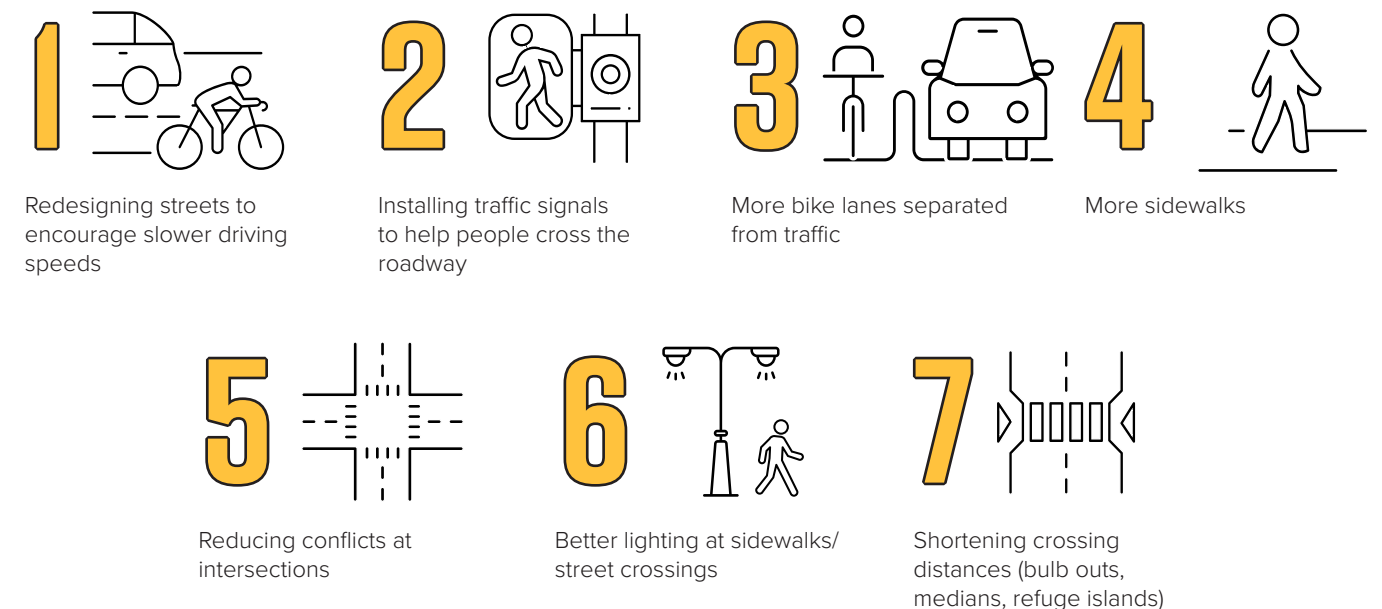 1
Redesigning streets to
encourage slower driving
speeds
2
Installing traffic signals
to help people cross the
roadway
3
More bike lanes separated
from traffic
4
More sidewalks
5
Reducing conflicts at
intersections
6
Better lighting at sidewalks/
street crossings
7
Shortening crossing
distances (bulb outs,
medians, refuge islands)